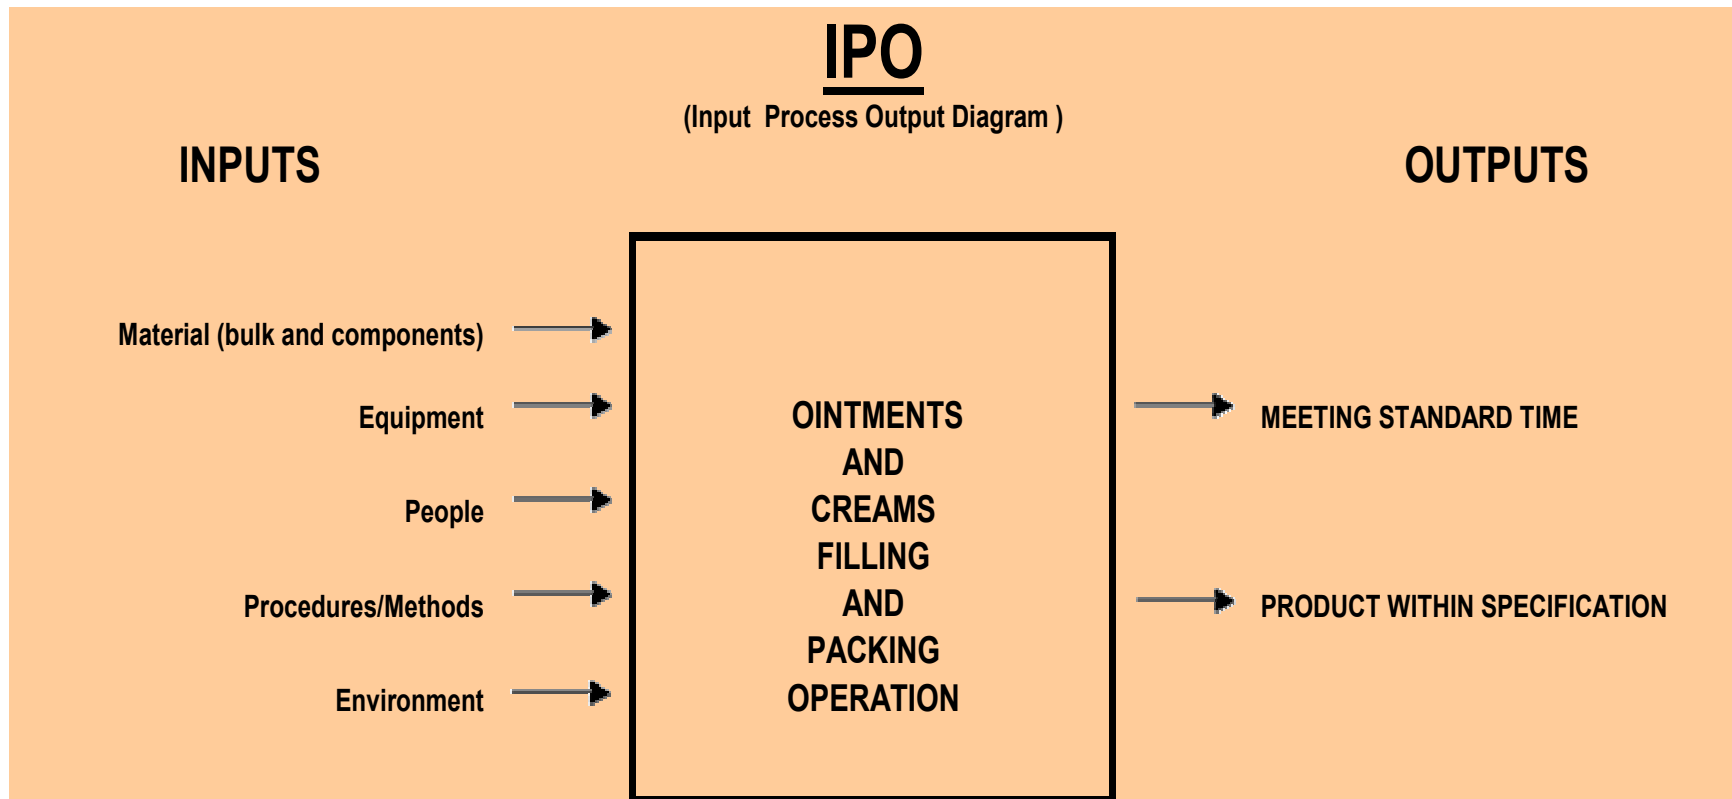 IPO
(Input Process Output Diagram )
INPUTS
OUTPUTS
Material (bulk and components)
Equipment
People
Procedures/Methods
Environment
OINTMENTS
AND
CREAMS
FILLING
AND
PACKING
OPERATION
MEETING STANDARD TIME
PRODUCT WITHIN SPECIFICATION